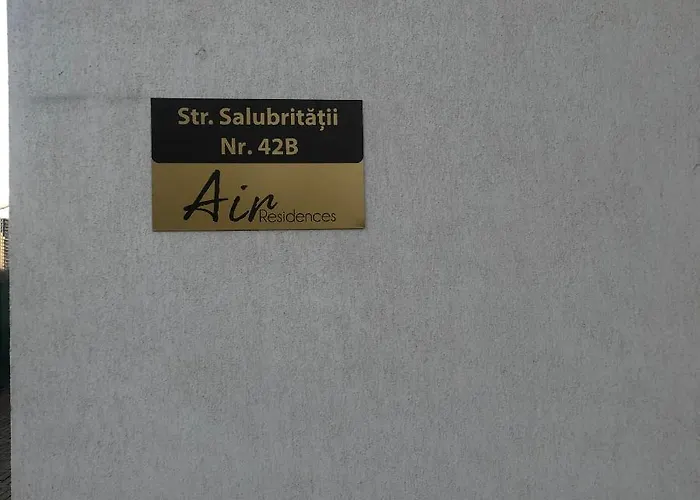 Str. Salubrității
Nr. 42B
Air
Residences